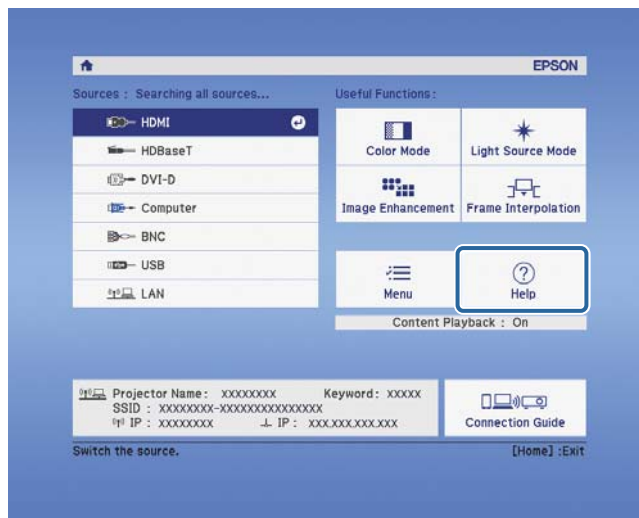 EPSON
Sources : Searching all sources...
HDMI
HDBaseT
DVI-D
Computer
BNC
USB
LAN
Useful Functions :
Color Mode
Light Source Mode
Image Enhancement
Frame Interpolation
Menu
Help
Content Playback : On
Projector Name : XXXXXXXX Keyword : XXXXX
SSID : XXXXXXXX-XXXXXXXXXXXXXXX
IP : XXXXXXXX IP : XXX.XXX.XXX.XXX
Connection Guide
Switch the source. [Home] :Exit